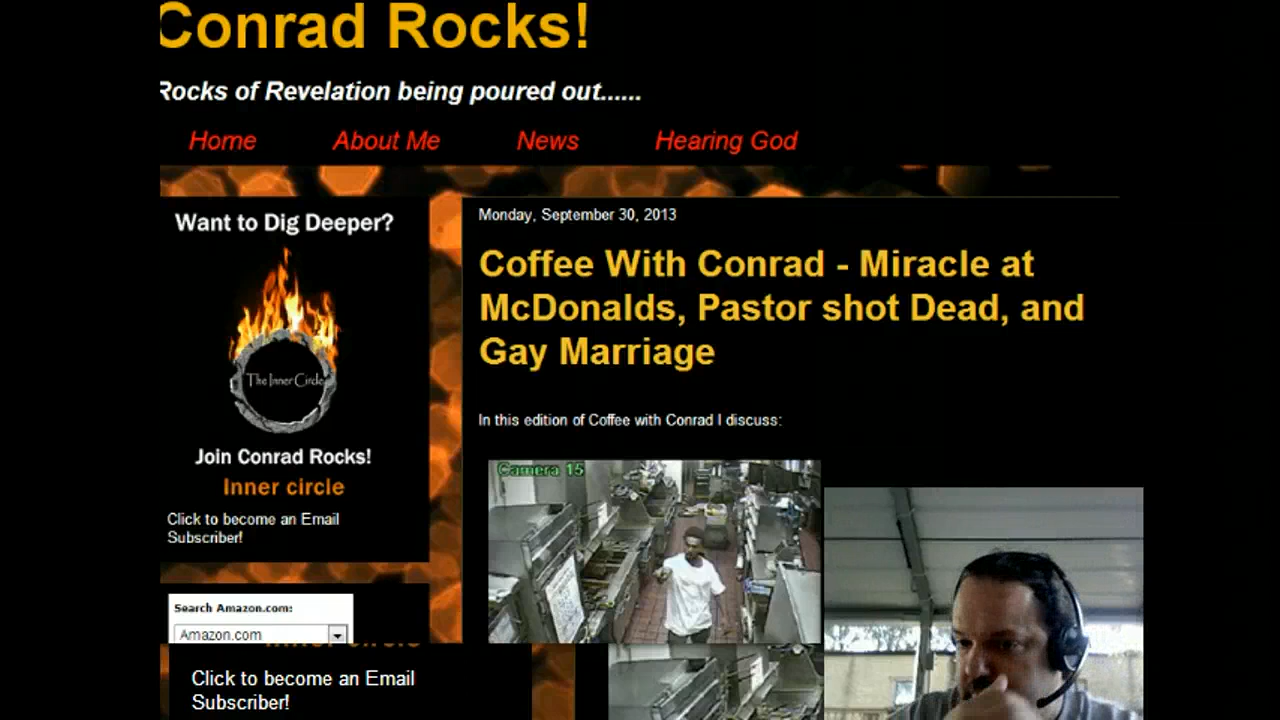 Conrad Rocks!
Rocks of Revelation being poured out......
Home About Me News Hearing God
Want to Dig Deeper?
The Inner Circle
Join Conrad Rocks!
Inner circle
Click to become an Email
Subscriber!
Search Amazon.com:
Amazon.com
Inner circle
Click to become an Email
Subscriber!
Monday, September 30, 2013
Coffee With Conrad - Miracle at
McDonalds, Pastor shot Dead, and
Gay Marriage
In this edition of Coffee with Conrad I discuss:
Camera 15